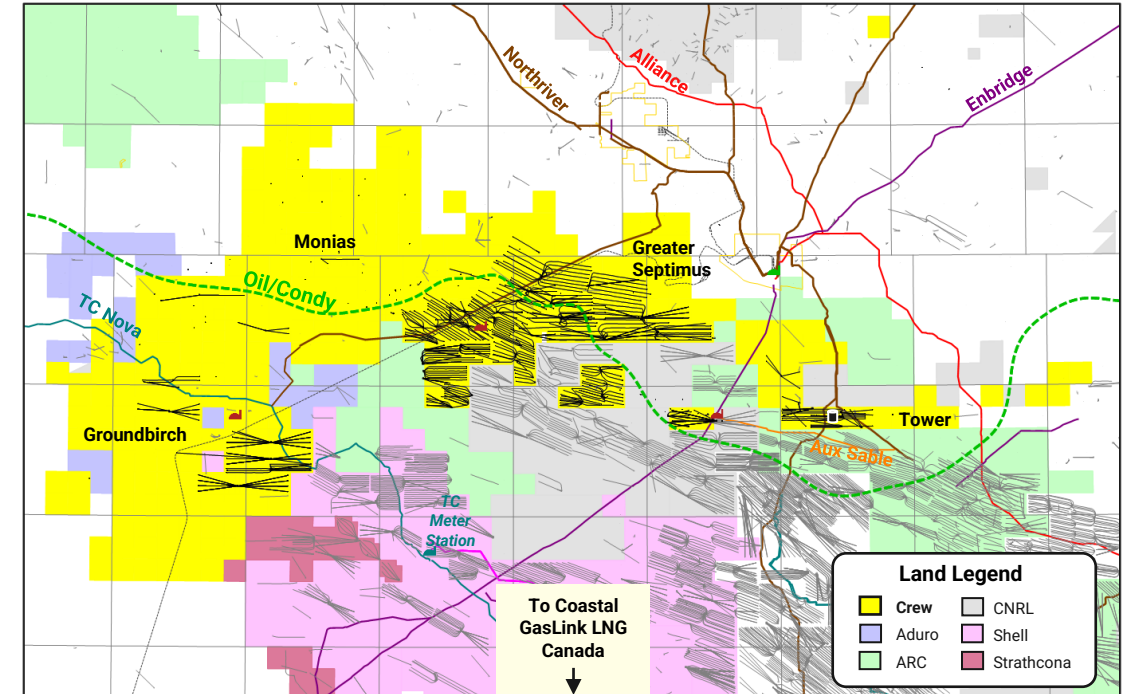 Northriver
Alliance
Enbridge
Monias
Greater
Septimus
Oil/Condy
TC Nova
Groundbirch
Tower
Aux Sable
TC
Meter
Station
To Coastal
GasLink LNG
Canada
Land Legend
Crew
CNRL
Aduro
Shell
ARC
Strathcona